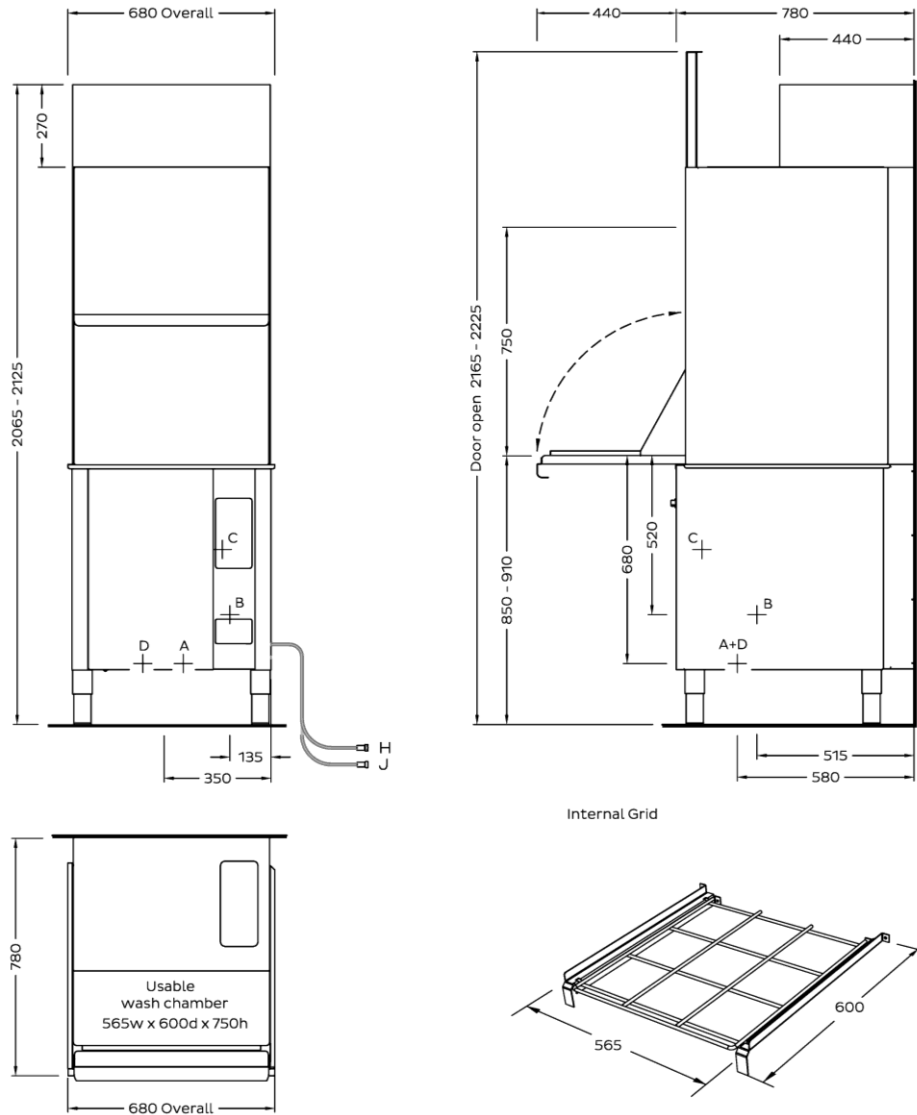 680 Overall
270
2065 - 2125
C
B
D
A
H
J
135
350
440
780
440
Door open 2165 - 2225
750
850 - 910
680
520
C
B
A+D
515
580
780
Usable
wash chamber
565w x 600d x 750h
680 Overall
Internal Grid
565
600